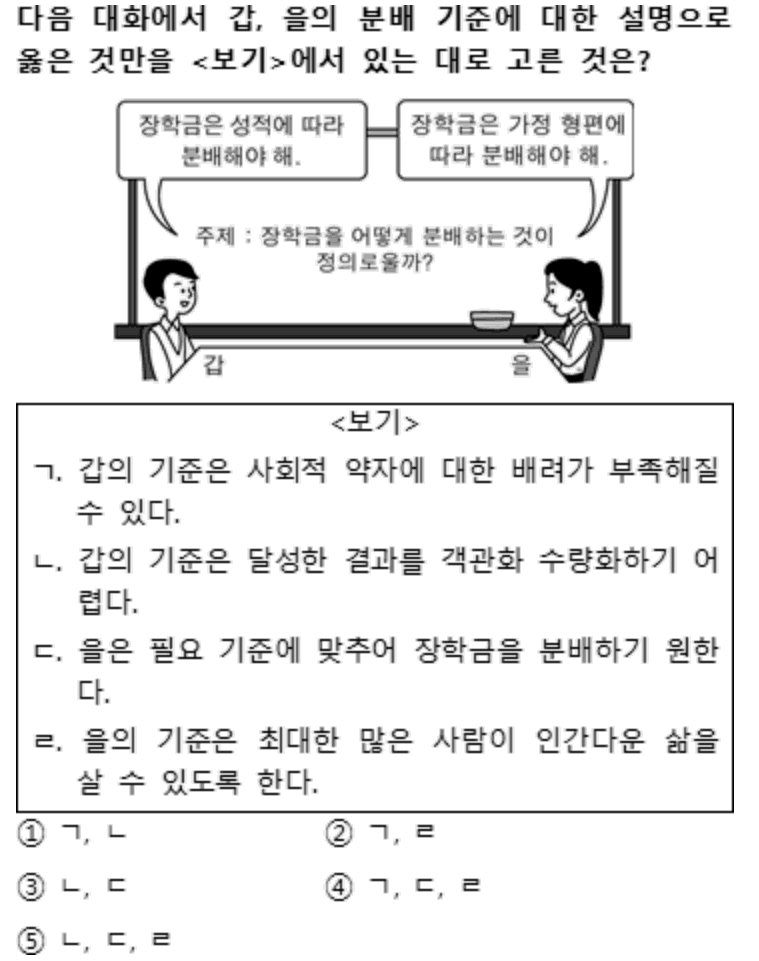 다음 대화에서 갑, 을의 분배 기준에 대한 설명으로
옳은 것만을 <보기>에서 있는 대로 고른 것은?
장학금은 성적에 따라
분배해야 해.
장학금은 가정 형편에
따라 분배해야 해.
주제 : 장학금을 어떻게 분배하는 것이
정의로울까?
갑
을
<보기>
ㄱ. 갑의 기준은 사회적 약자에 대한 배려가 부족해질
수 있다.
ㄴ. 갑의 기준은 달성한 결과를 객관화 수량화하기 어
렵다.
ㄷ. 을은 필요 기준에 맞추어 장학금을 분배하기 원한
다.
ㄹ. 을의 기준은 최대한 많은 사람이 인간다운 삶을
살 수 있도록 한다.
① ㄱ, ㄴ ② ㄱ, ㄹ
③ ㄴ, ㄷ ④ ㄱ, ㄷ, ㄹ
⑤ ㄴ, ㄷ, ㄹ